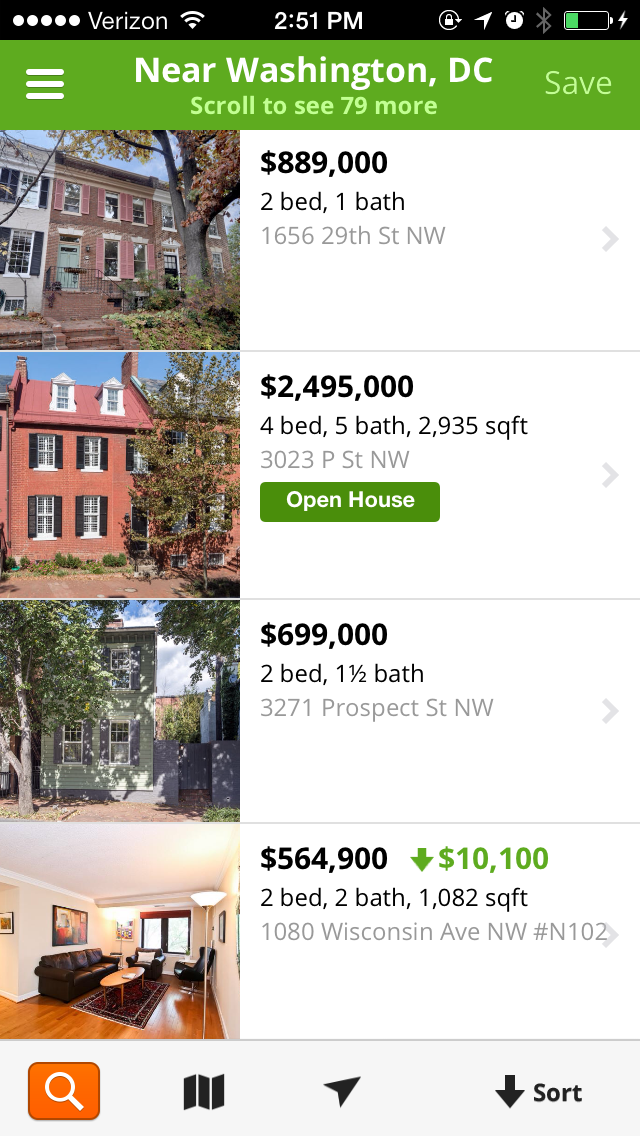 Verizon 2:51 PM
Near Washington, DC
Save
Scroll to see 79 more
$889,000
2 bed, 1 bath
1656 29th St NW
$2,495,000
4 bed, 5 bath, 2,935 sqft
3023 P St NW
Open House
$699,000
2 bed, 1½ bath
3271 Prospect St NW
$564,900 $10,100
2 bed, 2 bath, 1,082 sqft
1080 Wisconsin Ave NW #N102
Sort